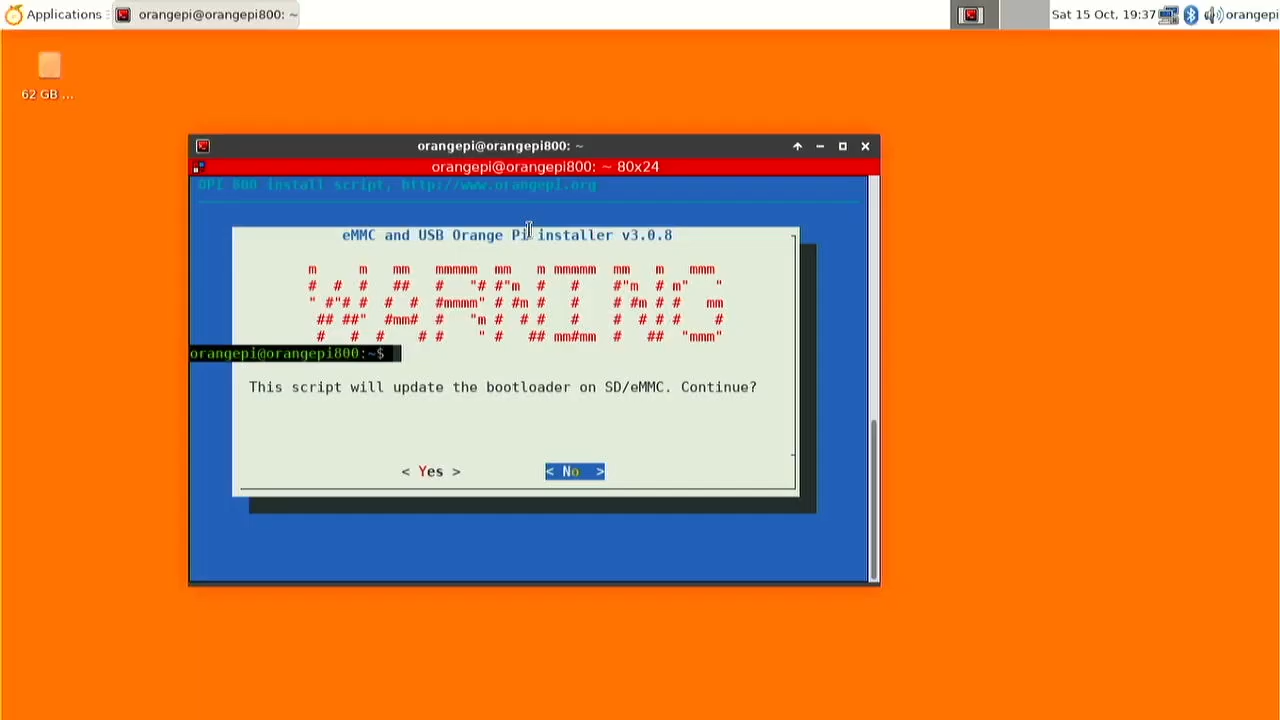 Applications
orangepi@orangepi800: ~
Sat 15 Oct, 19:37
orangepi
62 GB ...
orangepi@orangepi800: ~
orangepi@orangepi800: ~ 80x24
OPI 800 install script, http://www.orangepi.org
eMMC and USB Orange Pi installer v3.0.8
WARNING
orangepi@orangepi800:~$
This script will update the bootloader on SD/eMMC. Continue?
< Yes >
< No >